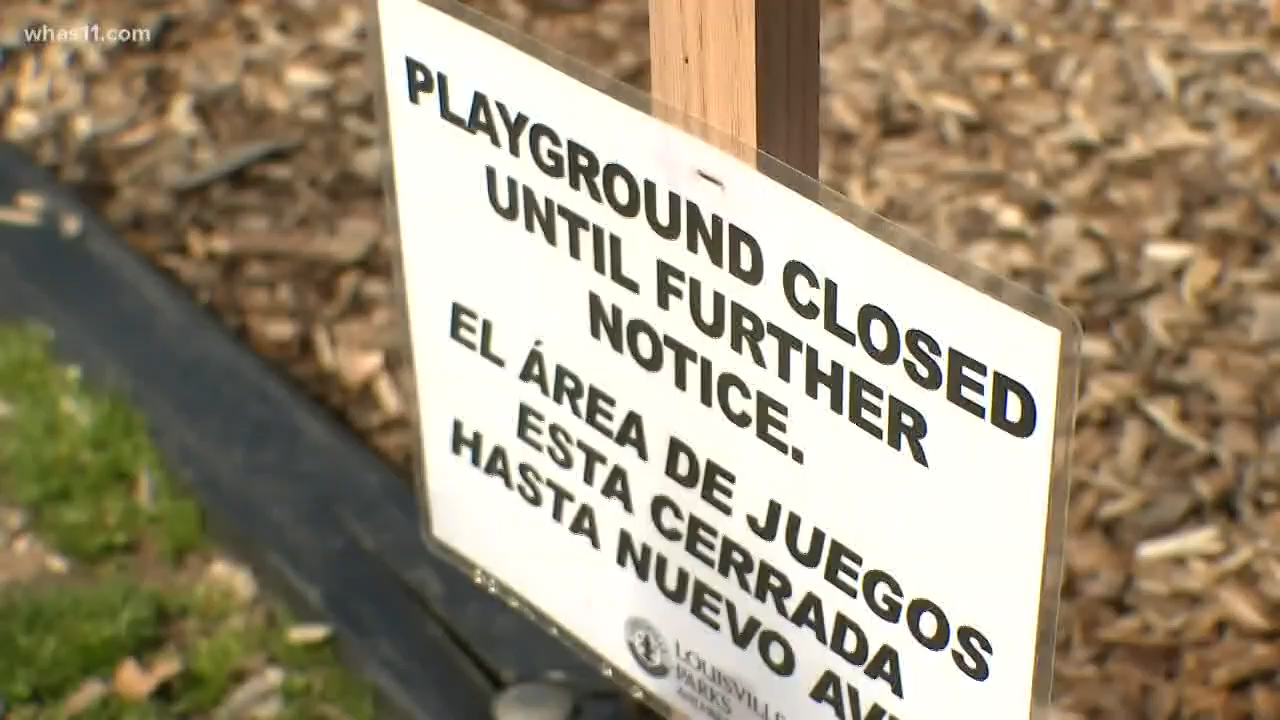 whas11.com
PLAYGROUND CLOSED
UNTIL FURTHER
NOTICE.
EL ÁREA DE JUEGOS
ESTA CERRADA
HASTA NUEVO AV
LOUISVILLE
PARKS